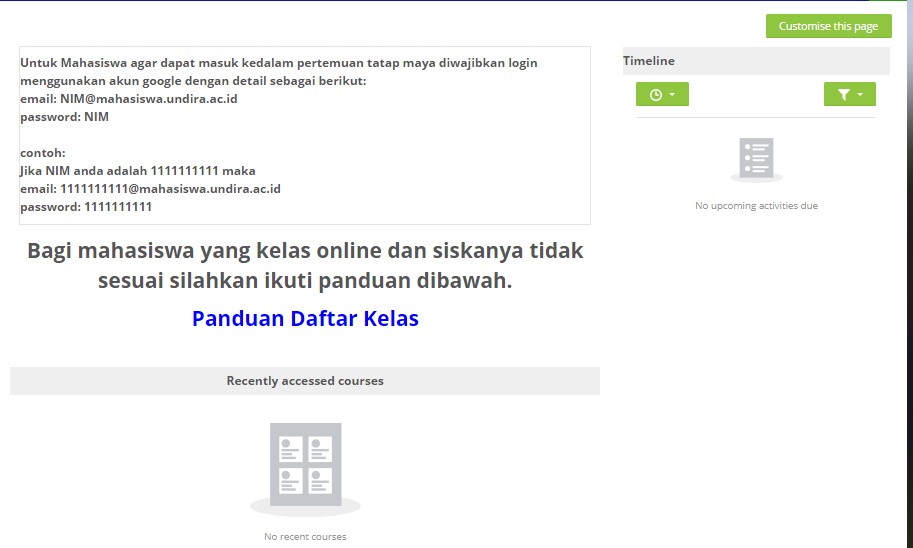 Customise this page
Untuk Mahasiswa agar dapat masuk kedalam pertemuan tatap maya diwajibkan login
menggunakan akun google dengan detail sebagai berikut:
email: NIM@mahasiswa.undira.ac.id
password: NIM
contoh:
Jika NIM anda adalah 1111111111 maka
email: 1111111111@mahasiswa.undira.ac.id
password: 1111111111
Bagi mahasiswa yang kelas online dan siskanya tidak
sesuai silahkan ikuti panduan dibawah.
Panduan Daftar Kelas
Recently accessed courses
No recent courses
Timeline
No upcoming activities due